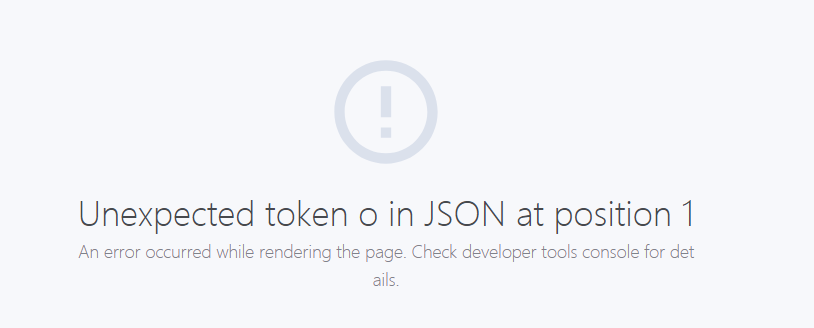 Unexpected token o in JSON at position 1
An error occurred while rendering the page. Check developer tools console for det
ails.